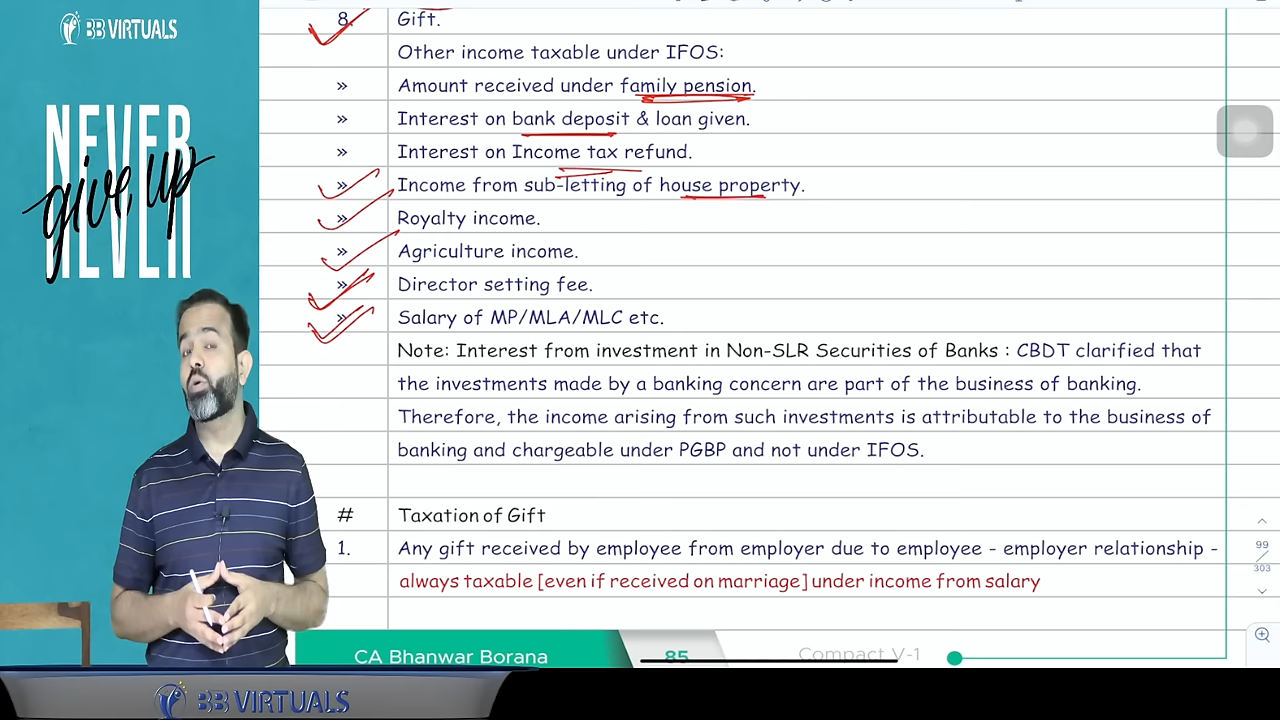 BB VIRTUALS
NEVER
give up
NEVER
8.
Gift.
Other income taxable under IFOS:
» Amount received under family pension.
» Interest on bank deposit & loan given.
» Interest on Income tax refund.
» Income from sub-letting of house property.
» Royalty income.
» Agriculture income.
» Director setting fee.
» Salary of MP/MLA/MLC etc.
Note: Interest from investment in Non-SLR Securities of Banks : CBDT clarified that
the investments made by a banking concern are part of the business of banking.
Therefore, the income arising from such investments is attributable to the business of
banking and chargeable under PGBP and not under IFOS.
# Taxation of Gift
1. Any gift received by employee from employer due to employee - employer relationship -
always taxable [even if received on marriage] under income from salary
99
303
CA Bhanwar Borana
85
Compact V-1
BB VIRTUALS